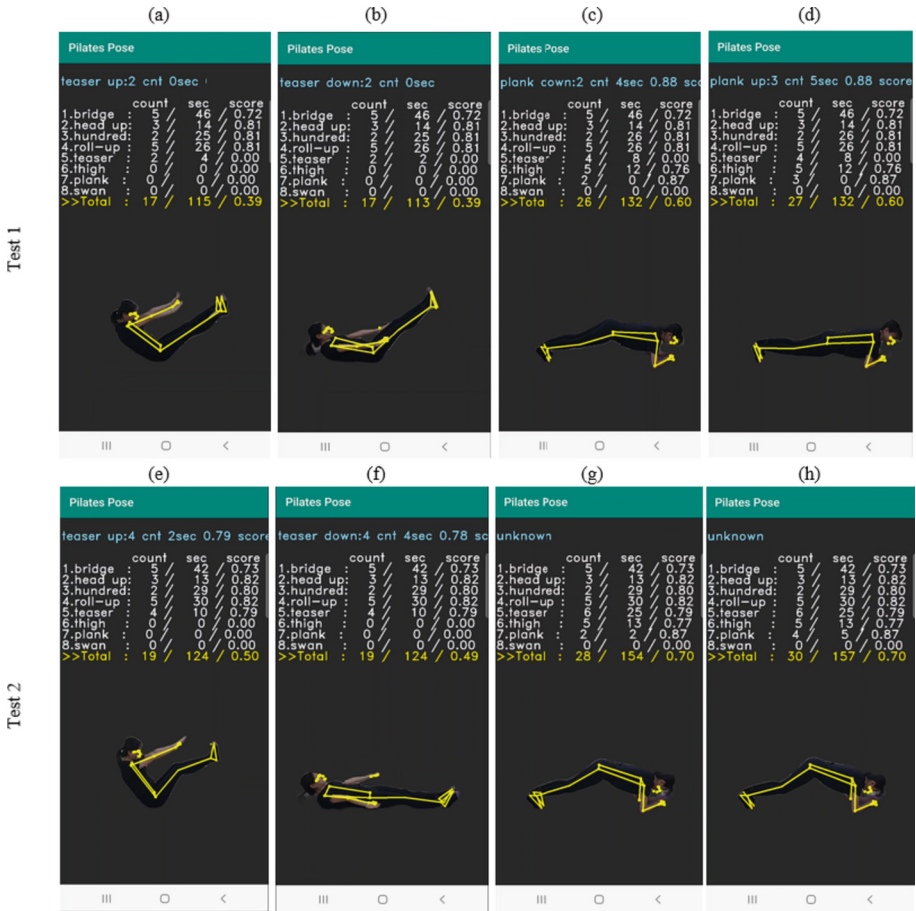 (a) (b) (c) (d)
Test 1
Pilates Pose
teaser up:2 cnt 0sec
count sec score
1.bridge : 5 / 46 / 0.72
2.head up: 3 / 14 / 0.81
3.hundred: 2 / 25 / 0.81
4.roll-up : 5 / 26 / 0.81
5.teaser : 2 / 4 / 0.00
6.thigh : 0 / 0 / 0.00
7.plank : 0 / 0 / 0.00
8.swan : 0 / 0 / 0.00
>>Total : 17 / 115 / 0.39
Pilates Pose
teaser down:2 cnt 0sec
count sec score
1.bridge : 5 / 46 / 0.72
2.head up: 3 / 14 / 0.81
3.hundred: 2 / 25 / 0.81
4.roll-up : 5 / 26 / 0.81
5.teaser : 2 / 2 / 0.00
6.thigh : 0 / 0 / 0.00
7.plank : 0 / 0 / 0.00
8.swan : 0 / 0 / 0.00
>>Total : 17 / 113 / 0.39
Pilates Pose
plank cown:2 cnt 4sec 0.88 sco
count sec score
1.bridge : 5 / 46 / 0.72
2.head up: 3 / 14 / 0.81
3.hundred: 2 / 26 / 0.81
4.roll-up : 5 / 26 / 0.81
5.teaser : 4 / 8 / 0.00
6.thigh : 5 / 12 / 0.76
7.plank : 2 / 0 / 0.87
8.swan : 0 / 0 / 0.00
>>Total : 26 / 132 / 0.60
Pilates Pose
plank up:3 cnt 5sec 0.88 score
count sec score
1.bridge : 5 / 46 / 0.72
2.head up: 3 / 14 / 0.81
3.hundred: 2 / 26 / 0.81
4.roll-up : 5 / 26 / 0.81
5.teaser : 4 / 8 / 0.00
6.thigh : 5 / 12 / 0.76
7.plank : 3 / 0 / 0.87
8.swan : 0 / 0 / 0.00
>>Total : 27 / 132 / 0.60
(e) (f) (g) (h)
Test 2
Pilates Pose
teaser up:4 cnt 2sec 0.79 score
count sec score
1.bridge : 5 / 42 / 0.73
2.head up: 3 / 13 / 0.82
3.hundred: 2 / 29 / 0.80
4.roll-up : 5 / 30 / 0.82
5.teaser : 4 / 10 / 0.79
6.thigh : 0 / 0 / 0.00
7.plank : 0 / 0 / 0.00
8.swan : 0 / 0 / 0.00
>>Total : 19 / 124 / 0.50
Pilates Pose
teaser down:4 cnt 4sec 0.78 sc
count sec score
1.bridge : 5 / 42 / 0.73
2.head up: 3 / 13 / 0.82
3.hundred: 2 / 29 / 0.80
4.roll-up : 5 / 30 / 0.82
5.teaser : 4 / 10 / 0.79
6.thigh : 0 / 0 / 0.00
7.plank : 0 / 0 / 0.00
8.swan : 0 / 0 / 0.00
>>Total : 19 / 124 / 0.49
Pilates Pose
unknown
count sec score
1.bridge : 5 / 42 / 0.73
2.head up: 3 / 13 / 0.82
3.hundred: 2 / 29 / 0.80
4.roll-up : 5 / 30 / 0.82
5.teaser : 6 / 25 / 0.79
6.thigh : 5 / 13 / 0.77
7.plank : 2 / 2 / 0.87
8.swan : 0 / 0 / 0.00
>>Total : 28 / 154 / 0.70
Pilates Pose
unknown
count sec score
1.bridge : 5 / 42 / 0.73
2.head up: 3 / 13 / 0.82
3.hundred: 2 / 29 / 0.80
4.roll-up : 5 / 30 / 0.82
5.teaser : 6 / 25 / 0.79
6.thigh : 5 / 13 / 0.77
7.plank : 4 / 5 / 0.87
8.swan : 0 / 0 / 0.00
>>Total : 30 / 157 / 0.70